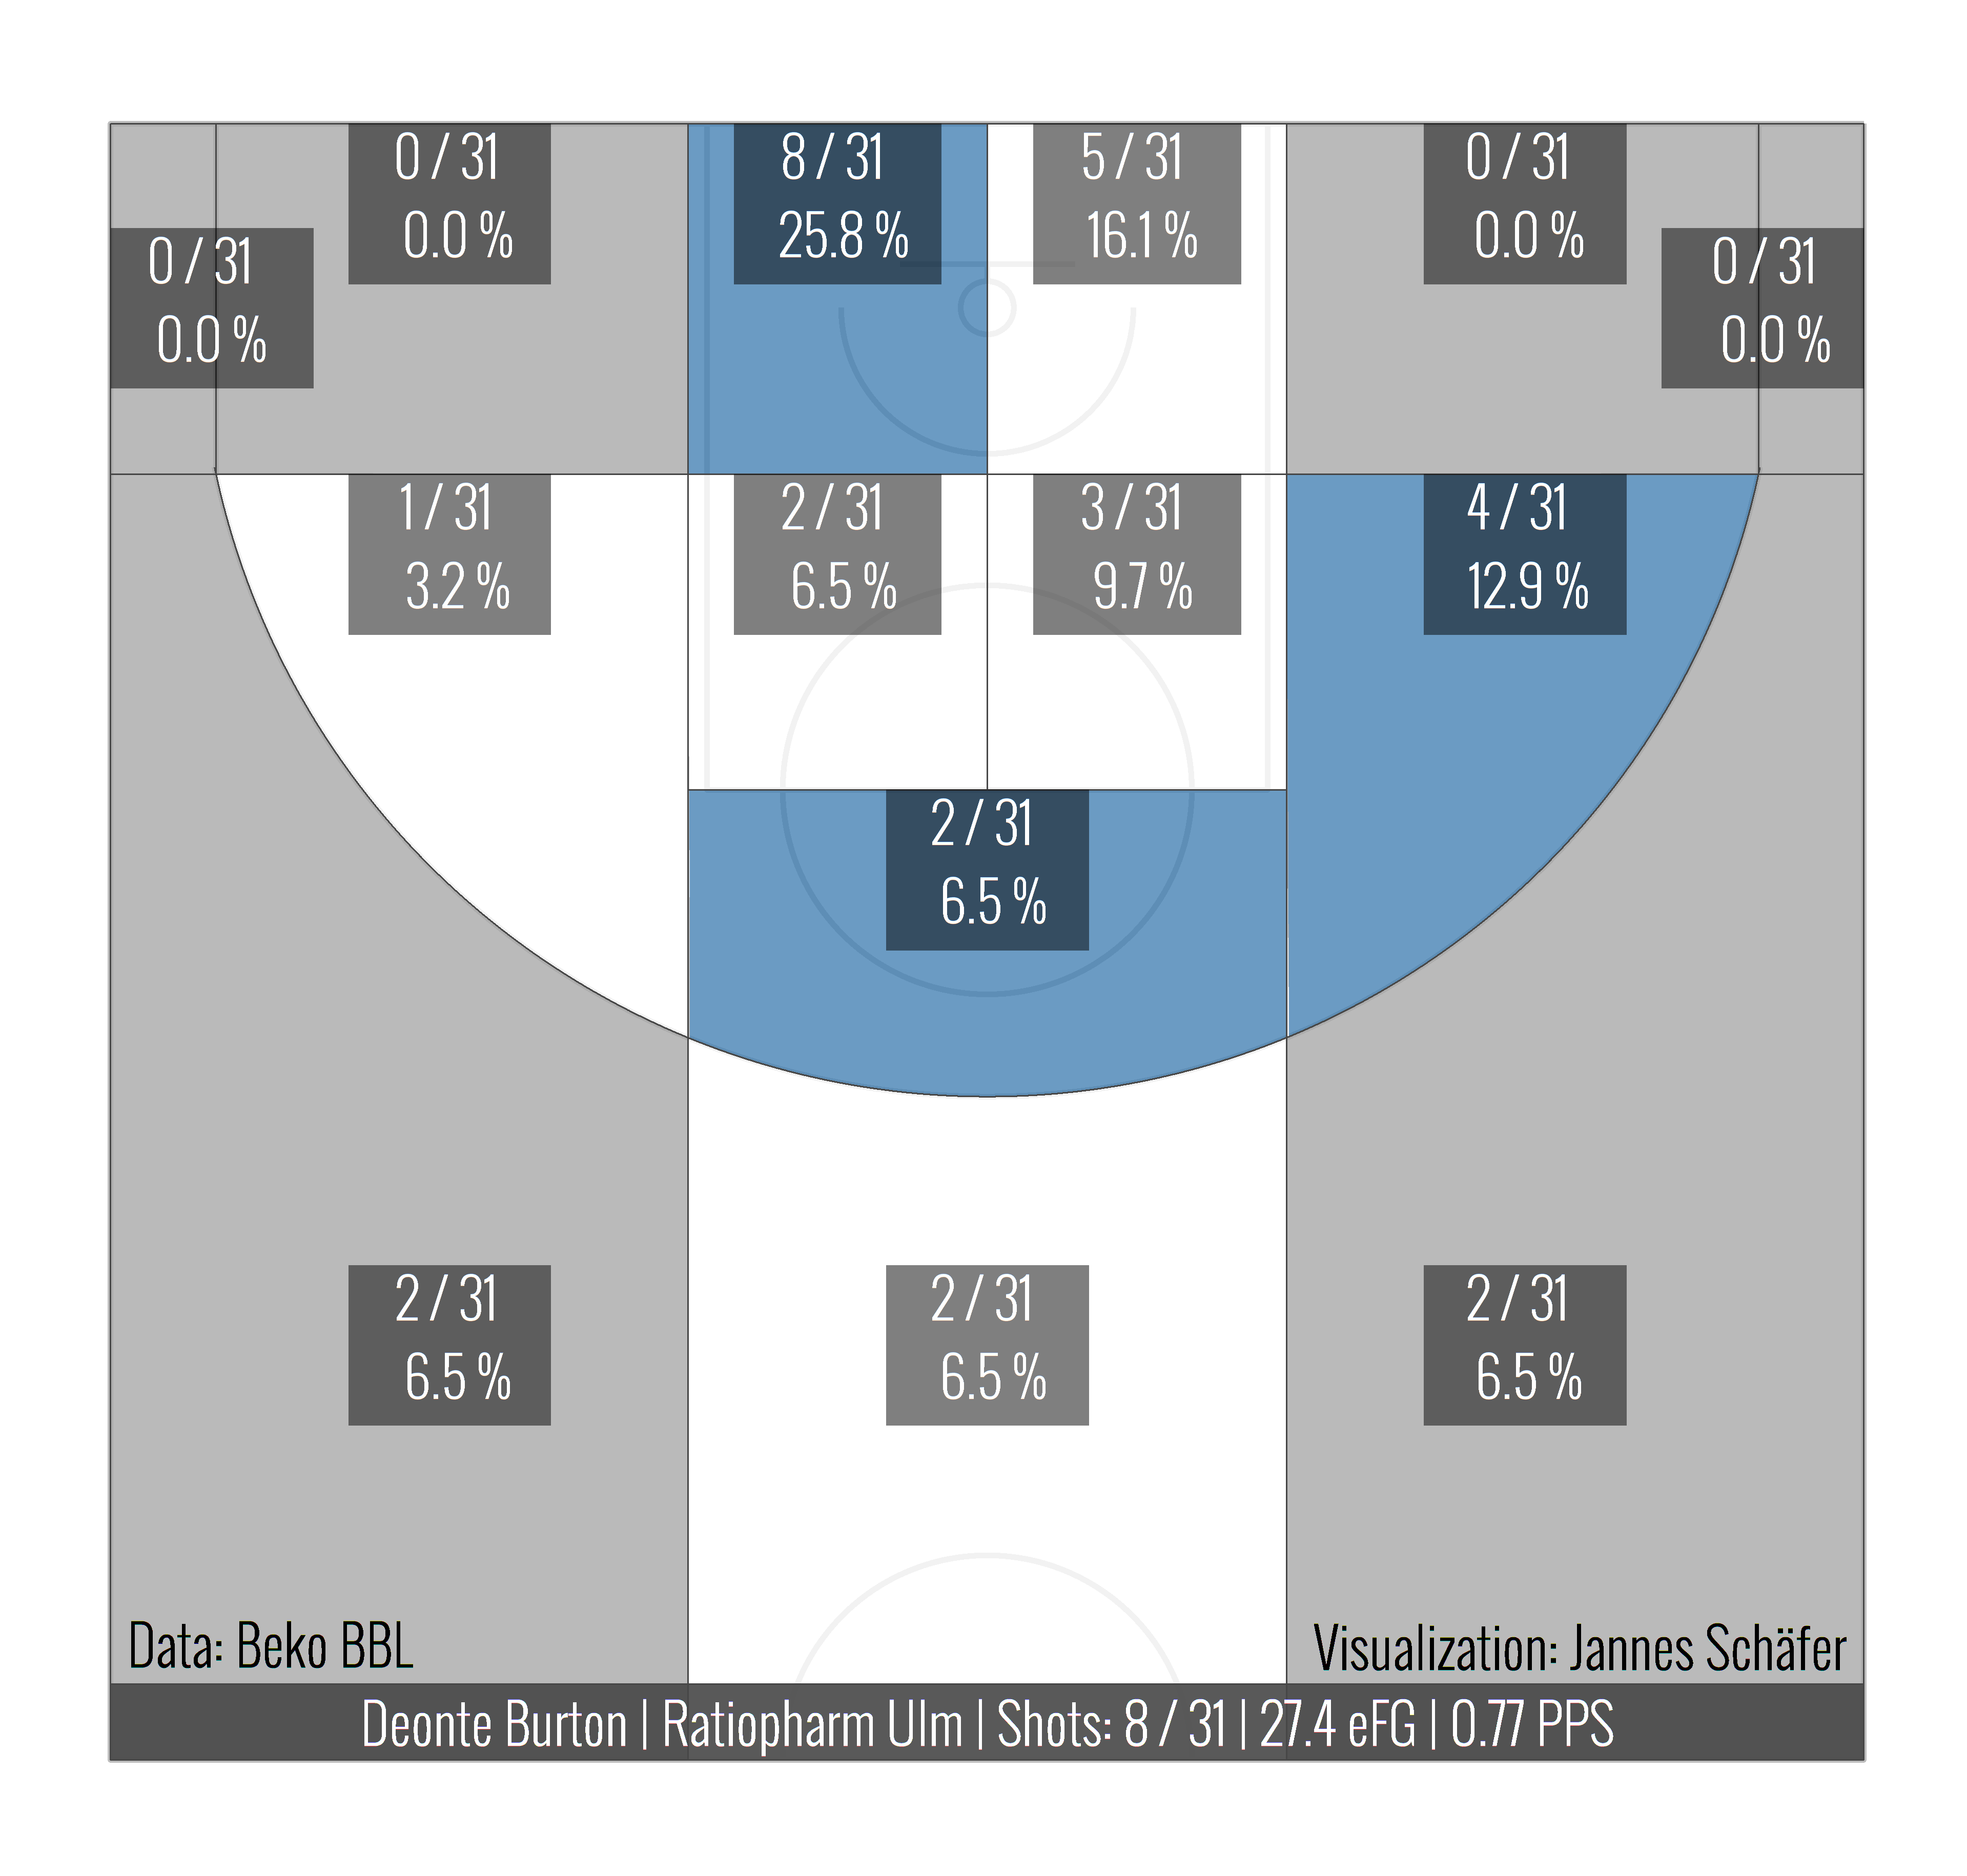 0 / 31
0.0 %
8 / 31
25.8 %
5 / 31
16.1 %
0 / 31
0.0 %
0 / 31
0.0 %
0 / 31
0.0 %
1 / 31
3.2 %
2 / 31
6.5 %
3 / 31
9.7 %
4 / 31
12.9 %
2 / 31
6.5 %
2 / 31
6.5 %
2 / 31
6.5 %
2 / 31
6.5 %
Data: Beko BBL
Visualization: Jannes Schäfer
Deonte Burton | Ratiopharm Ulm | Shots: 8 / 31 | 27.4 eFG | 0.77 PPS